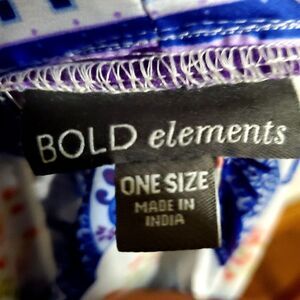 BOLD elements
ONE SIZE
MADE IN
INDIA